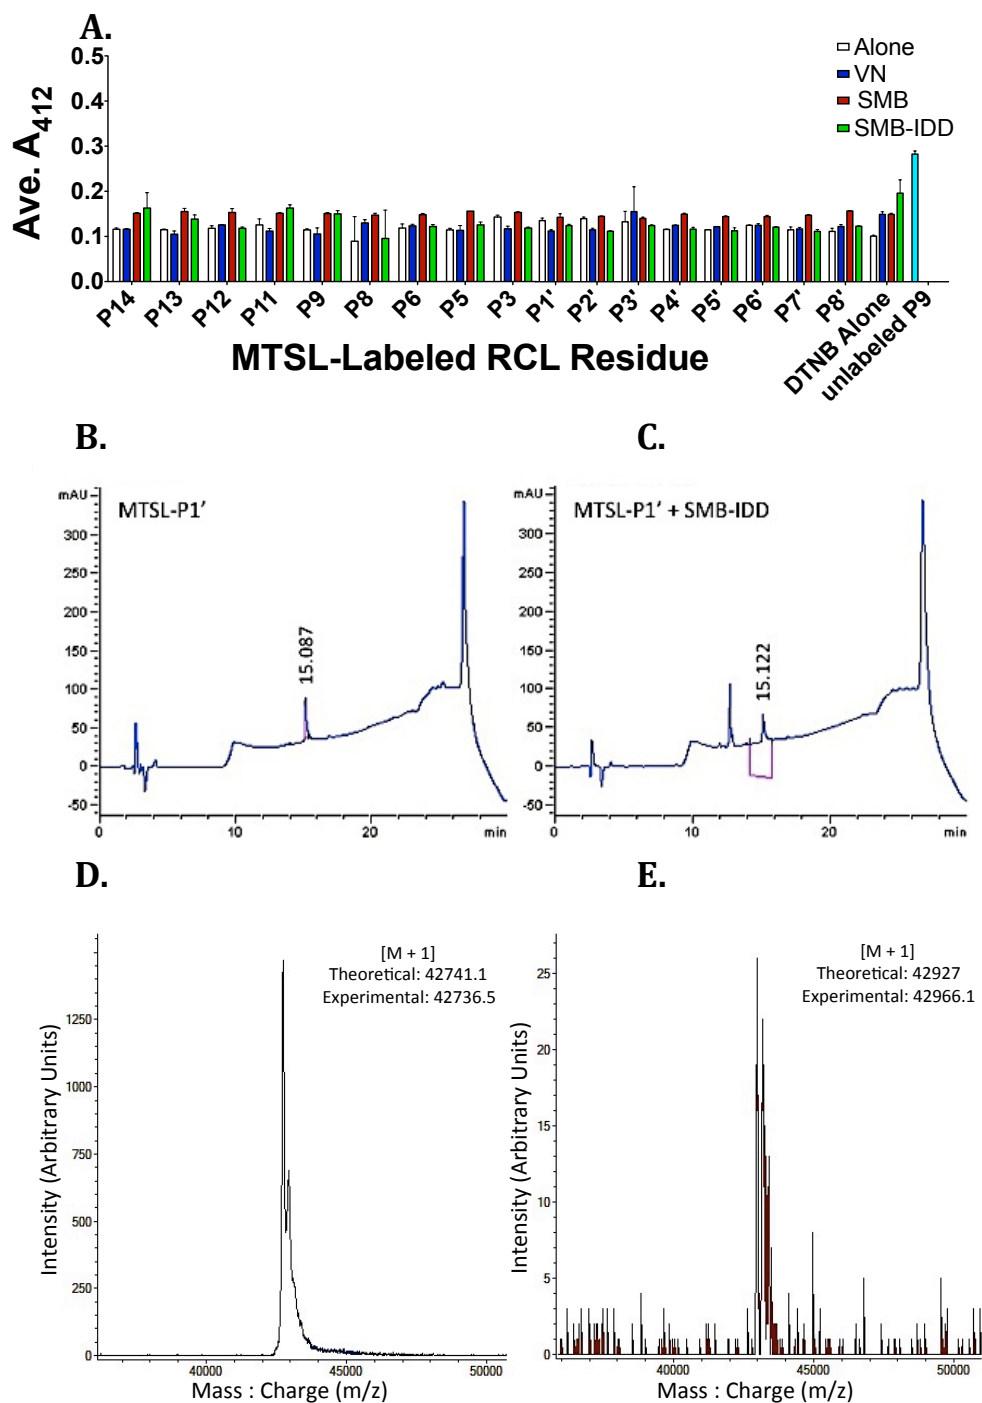 A.
Ave. A412
0.5
0.4
0.3
0.2
0.1
0.0
Alone
VN
SMB
SMB-IDD
P14 P13 P12 P11 P9 P8 P6 P5 P3 P1' P2' P3' P4' P5' P6' P7' P8' DTNB Alone unlabeled P9
MTSL-Labeled RCL Residue
B.
mAU
MTSL-P1'
300
250
200
150
100
50
0
-50
15.087
0 10 20 min
C.
mAU
MTSL-P1' + SMB-IDD
300
250
200
150
100
50
0
-50
15.122
0 10 20 min
D.
Intensity (Arbitrary Units)
[M + 1]
Theoretical: 42741.1
Experimental: 42736.5
1250
1000
750
500
250
0
40000 45000 50000
Mass : Charge (m/z)
E.
Intensity (Arbitrary Units)
[M + 1]
Theoretical: 42927
Experimental: 42966.1
25
20
15
10
5
0
40000 45000 50000
Mass : Charge (m/z)